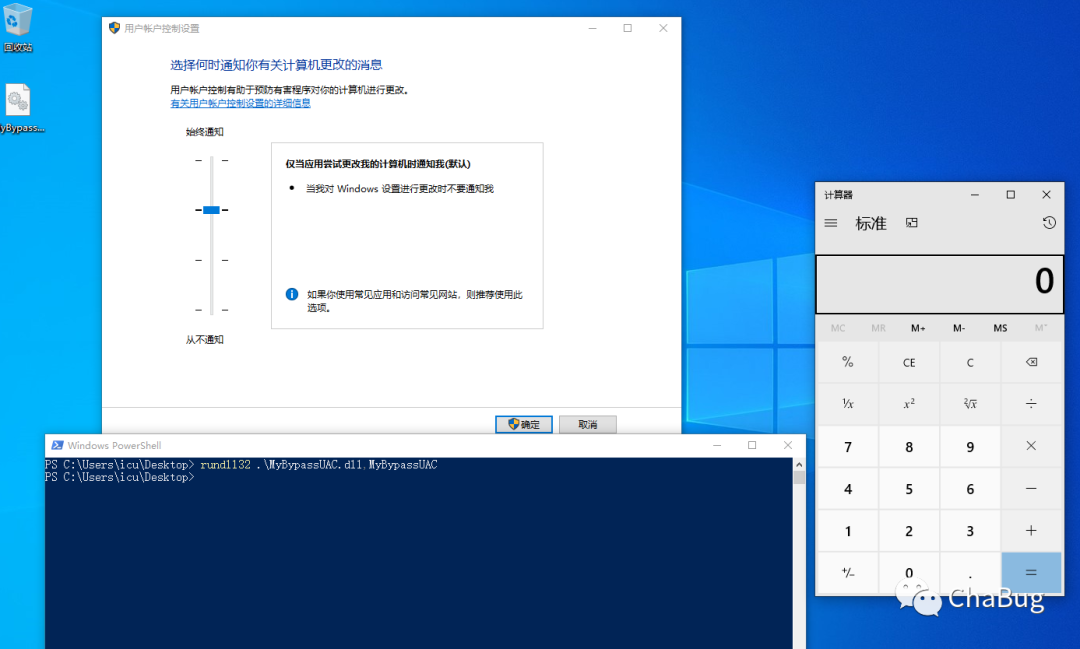 回收站
yBypass...
用户帐户控制设置
选择何时通知你有关计算机更改的消息
用户帐户控制有助于预防有害程序对你的计算机进行更改。
有关用户帐户控制设置的详细信息
始终通知
仅当应用尝试更改我的计算机时通知我(默认)
当我对 Windows 设置进行更改时不要通知我
如果你使用常见应用和访问常见网站，则推荐使用此
选项。
从不通知
确定
取消
Windows PowerShell
PS C:\Users\icu\Desktop> rundll32 .\MyBypassUAC.dll,MyBypassUAC
PS C:\Users\icu\Desktop>
计算器
标准
0
MC MR M+ M- MS M˅
% CE C
¹/x x² ²√x ÷
7 8 9 ×
4 5 6 −
1 2 3 +
+/− 0 . =
ChaBug